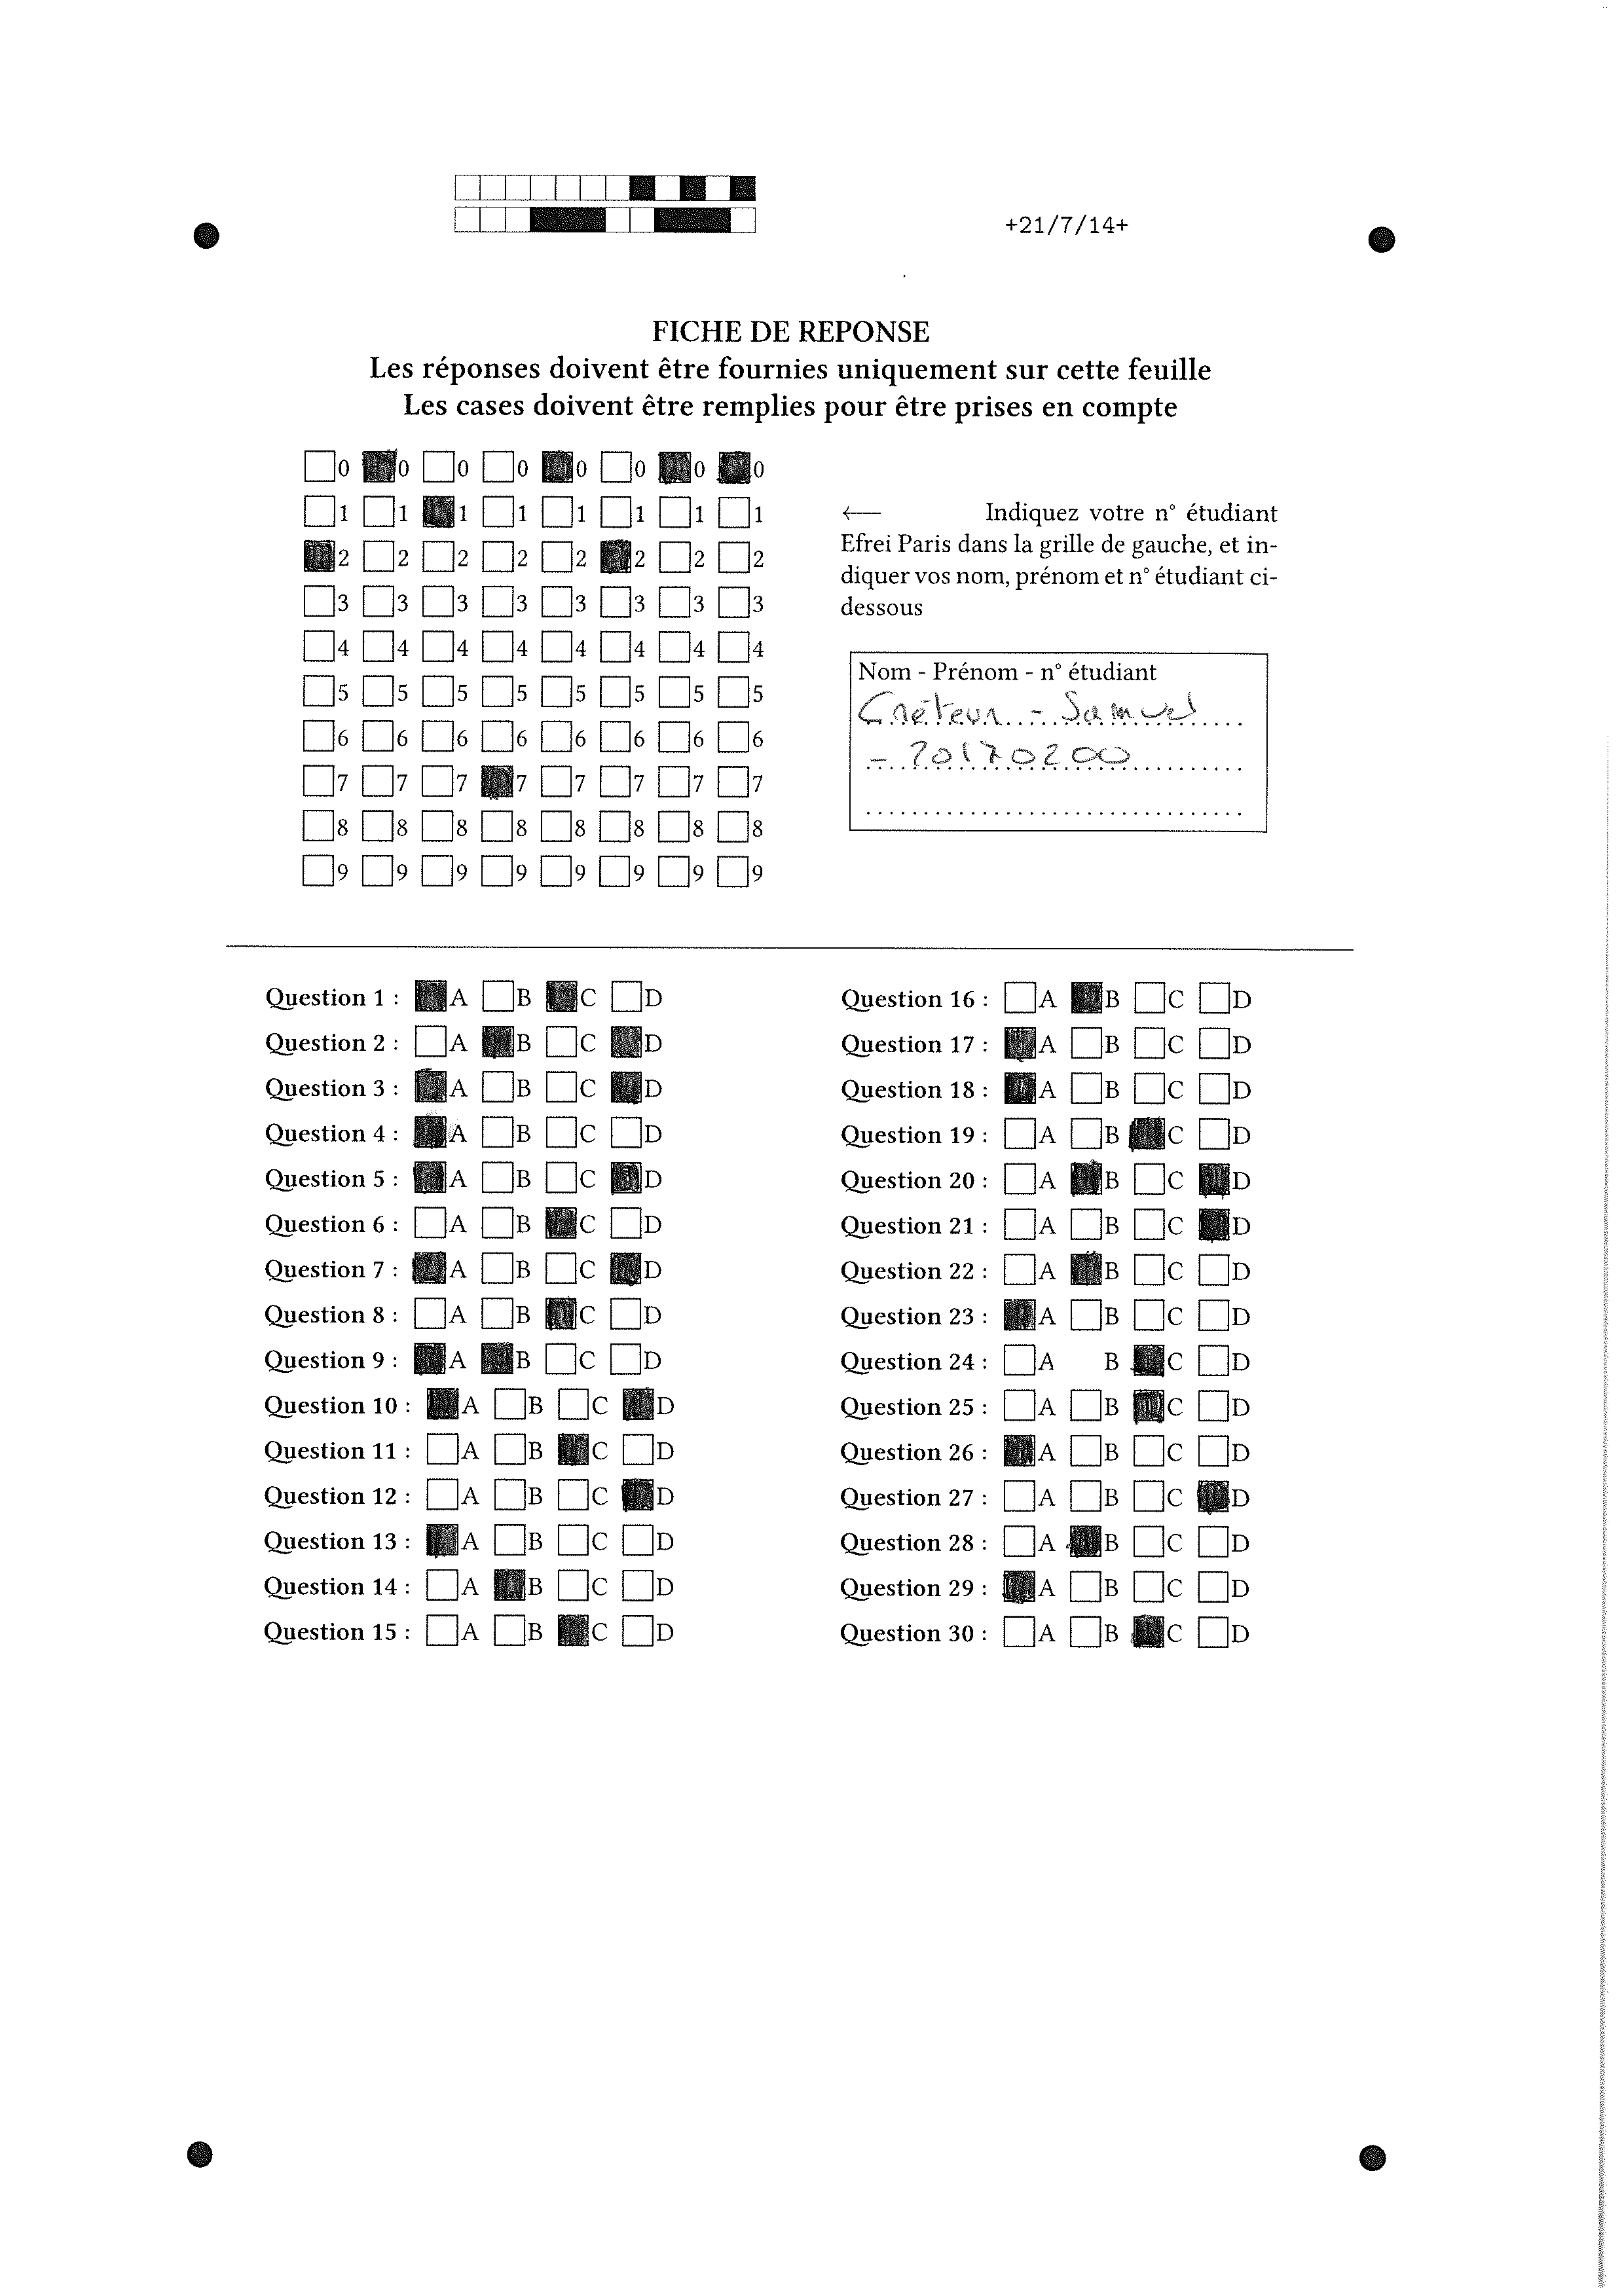 +21/7/14+
FICHE DE REPONSE
Les réponses doivent être fournies uniquement sur cette feuille
Les cases doivent être remplies pour être prises en compte
0 0 0 0 0 0 0 0
1 1 1 1 1 1 1 1
2 2 2 2 2 2 2 2
3 3 3 3 3 3 3 3
4 4 4 4 4 4 4 4
5 5 5 5 5 5 5 5
6 6 6 6 6 6 6 6
7 7 7 7 7 7 7 7
8 8 8 8 8 8 8 8
9 9 9 9 9 9 9 9
← Indiquez votre n° étudiant
Efrei Paris dans la grille de gauche, et in-
diquer vos nom, prénom et n° étudiant ci-
dessous
Nom - Prénom - n° étudiant
Créteur - Samuel
- 20170200
Question 1 : A B C D
Question 2 : A B C D
Question 3 : A B C D
Question 4 : A B C D
Question 5 : A B C D
Question 6 : A B C D
Question 7 : A B C D
Question 8 : A B C D
Question 9 : A B C D
Question 10 : A B C D
Question 11 : A B C D
Question 12 : A B C D
Question 13 : A B C D
Question 14 : A B C D
Question 15 : A B C D
Question 16 : A B C D
Question 17 : A B C D
Question 18 : A B C D
Question 19 : A B C D
Question 20 : A B C D
Question 21 : A B C D
Question 22 : A B C D
Question 23 : A B C D
Question 24 : A B C D
Question 25 : A B C D
Question 26 : A B C D
Question 27 : A B C D
Question 28 : A B C D
Question 29 : A B C D
Question 30 : A B C D